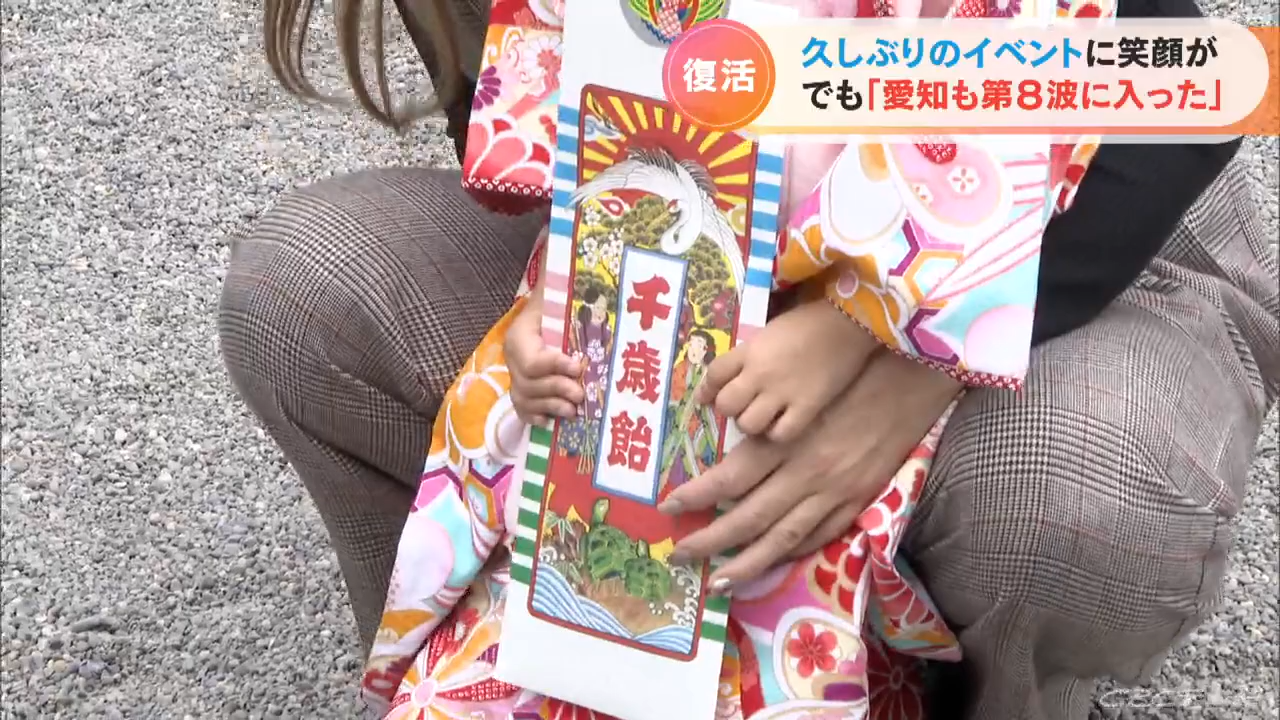 復活
久しぶりのイベントに笑顔が
でも「愛知も第8波に入った」
千歳飴